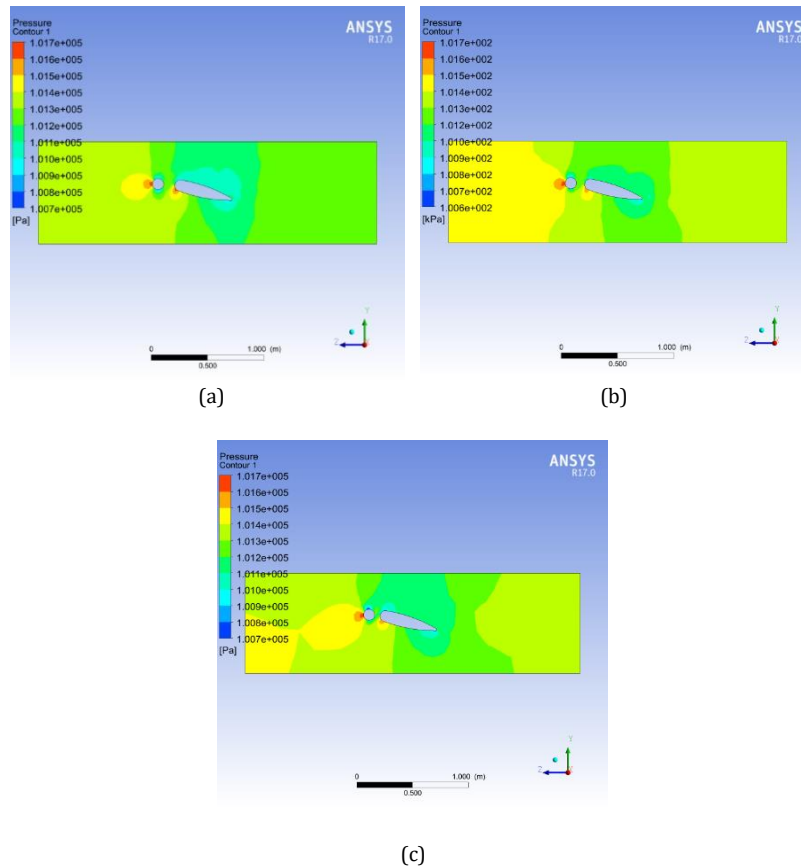 Pressure
Contour 1
1.017e+005
1.016e+005
1.015e+005
1.014e+005
1.013e+005
1.012e+005
1.011e+005
1.010e+005
1.009e+005
1.008e+005
1.007e+005
[Pa]
ANSYS
R17.0
Y
Z
0
1.000 (m)
0.500
(a)
Pressure
Contour 1
1.017e+002
1.016e+002
1.015e+002
1.014e+002
1.013e+002
1.012e+002
1.010e+002
1.009e+002
1.008e+002
1.007e+002
1.006e+002
[kPa]
ANSYS
R17.0
Y
Z
0
1.000 (m)
0.500
(b)
Pressure
Contour 1
1.017e+005
1.016e+005
1.015e+005
1.014e+005
1.013e+005
1.012e+005
1.011e+005
1.010e+005
1.009e+005
1.008e+005
1.007e+005
[Pa]
ANSYS
R17.0
Y
Z
0
1.000 (m)
0.500
(c)